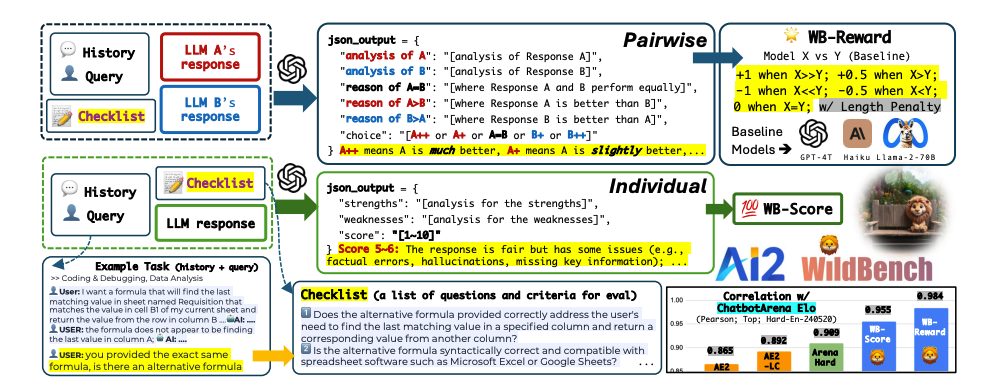 History
Query
Checklist
LLM A's
response
LLM B's
response
json_output = {
Pairwise
"analysis of A": "[analysis of Response A]",
"analysis of B": "[analysis of Response B]",
"reason of A=B": "[where Response A and B perform equally]",
"reason of A>B": "[where Response A is better than B]",
"reason of B>A": "[where Response B is better than A]",
"choice": "[A++ or A+ or A=B or B+ or B++]"
} A++ means A is much better, A+ means A is slightly better,...
WB-Reward
Model X vs Y (Baseline)
+1 when X>>Y; +0.5 when X>Y;
-1 when X<<Y; -0.5 when X<Y;
0 when X=Y; w/ Length Penalty
Baseline
Models →
GPT-4T Haiku Llama-2-70B
History
Query
Checklist
LLM response
json_output = {
Individual
"strengths": "[analysis for the strengths]",
"weaknesses": "[analysis for the weaknesses]",
"score": "[1~10]"
} Score 5~6: The response is fair but has some issues (e.g.,
factual errors, hallucinations, missing key information); ...
100 WB-Score
Ai2 WildBench
Example Task (history + query)
>> Coding & Debugging, Data Analysis
User: I want a formula that will find the last
matching value in sheet named Requisition that
matches the value in cell B1 of my current sheet and
return the value from the row in column B ... AI: ....
USER: the formula does not appear to be finding
the last value in column A; AI: ....
USER: you provided the exact same
formula, is there an alternative formula
Checklist (a list of questions and criteria for eval)
1 Does the alternative formula provided correctly address the user's
need to find the last matching value in a specified column and return a
corresponding value from another column?
2 Is the alternative formula syntactically correct and compatible with
spreadsheet software such as Microsoft Excel or Google Sheets? ...
Correlation w/
ChatbotArena Elo
(Pearson; Top; Hard-En-240520)
1.00
0.95
0.90
0.85
0.865
0.892
0.909
0.955
0.984
AE2
AE2
-LC
Arena
Hard
WB-
Score
WB-
Reward